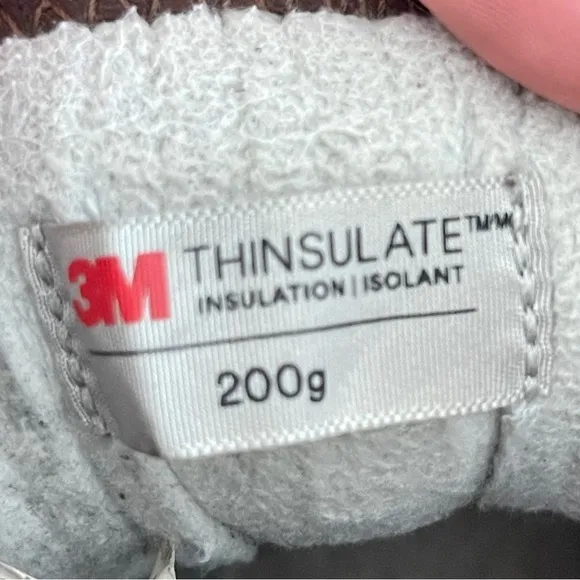 3M THINSULATE™/MC
INSULATION | ISOLANT
200g